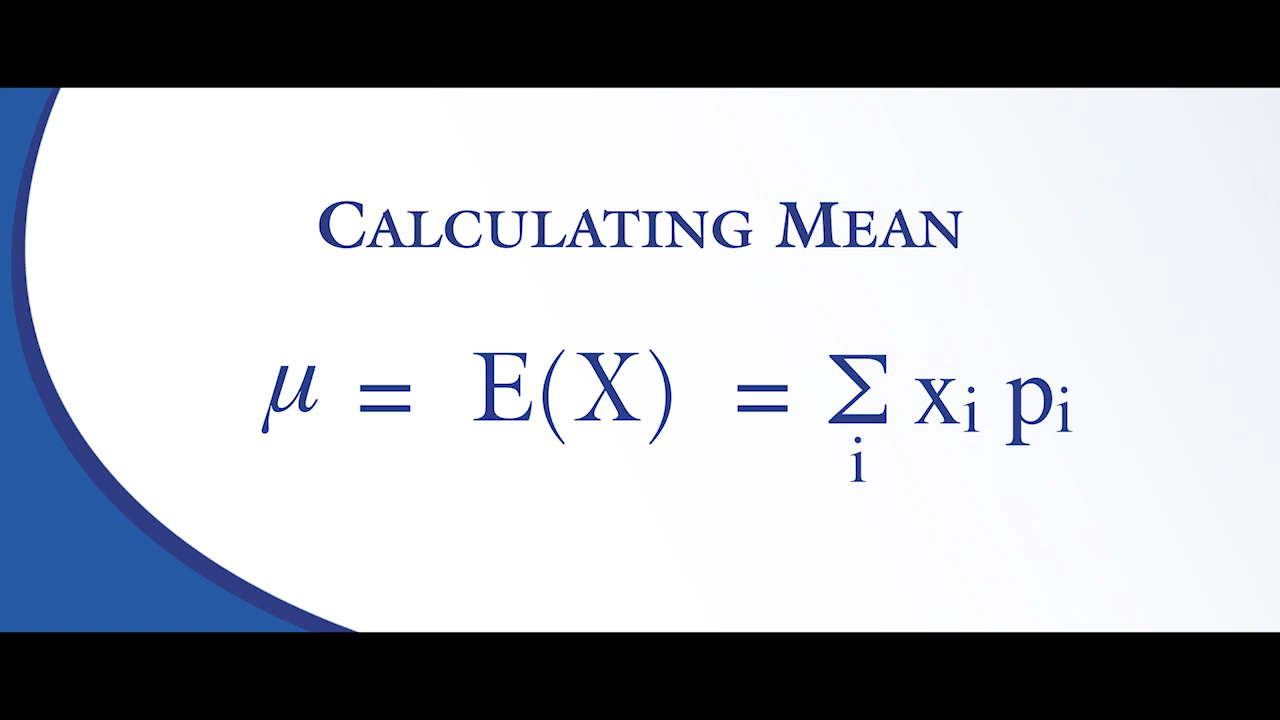 CALCULATING MEAN
μ = E(X) = Σ xi pi
i